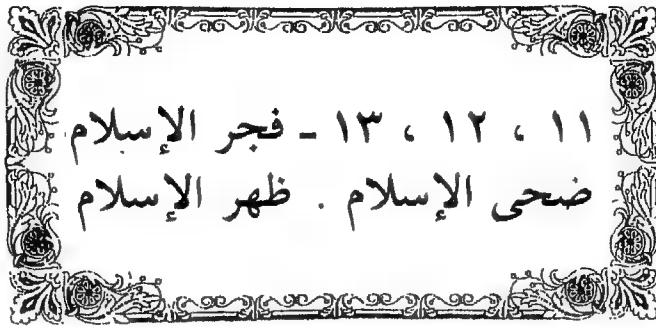 ١١ ، ١٢ ، ١٣ - فجر الإسلام
ضحى الإسلام . ظهر الإسلام